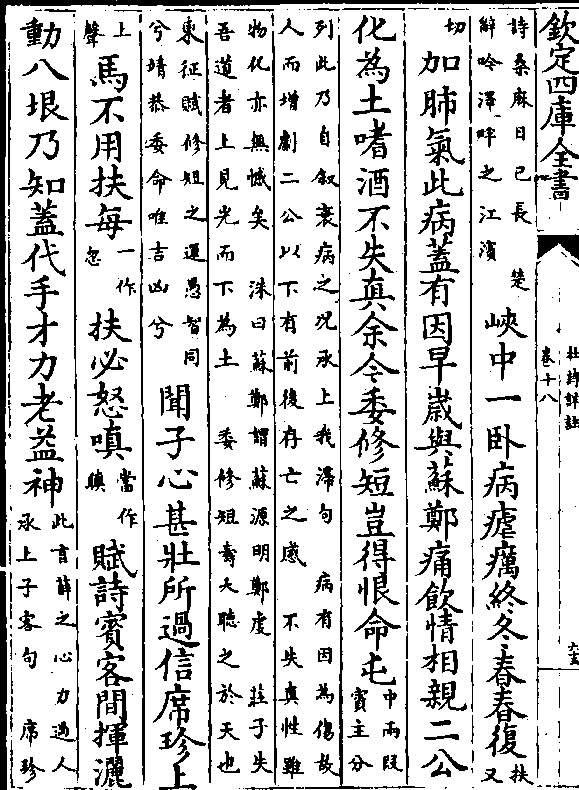 欽定四庫全書
杜詩詳註
卷十八
詩桑麻日已長 楚
辭吟澤畔之江濱
峽中一卧病瘧癘終冬春春復
扶
又
切
加肺氣此病蓋有因早嵗與蘇鄭痛飲情相親二公
化為土嗜酒不失真余今委修短豈得恨命屯
中兩段
賓主分
列此乃自叙衰病之况承上我滯句 病有因為傷故
人而增劇二公以下有前後存亡之感 不失真性雖
物化亦無憾矣 洙曰蘇鄭謂蘇源明鄭虔 莊子失
吾道者上見光而下為土 委修短壽夭聽之於天也
東征賦修短之運愚智同
兮靖恭委命唯吉凶兮
聞子心甚壯所過信席珍上
上
聲
馬不用扶每
一作
忽
扶必怒嗔
當作
瞋
賦詩賓客間揮灑
動八垠乃知蓋代手才力老益神
此言薛之心力過人
承上子客句 席珍